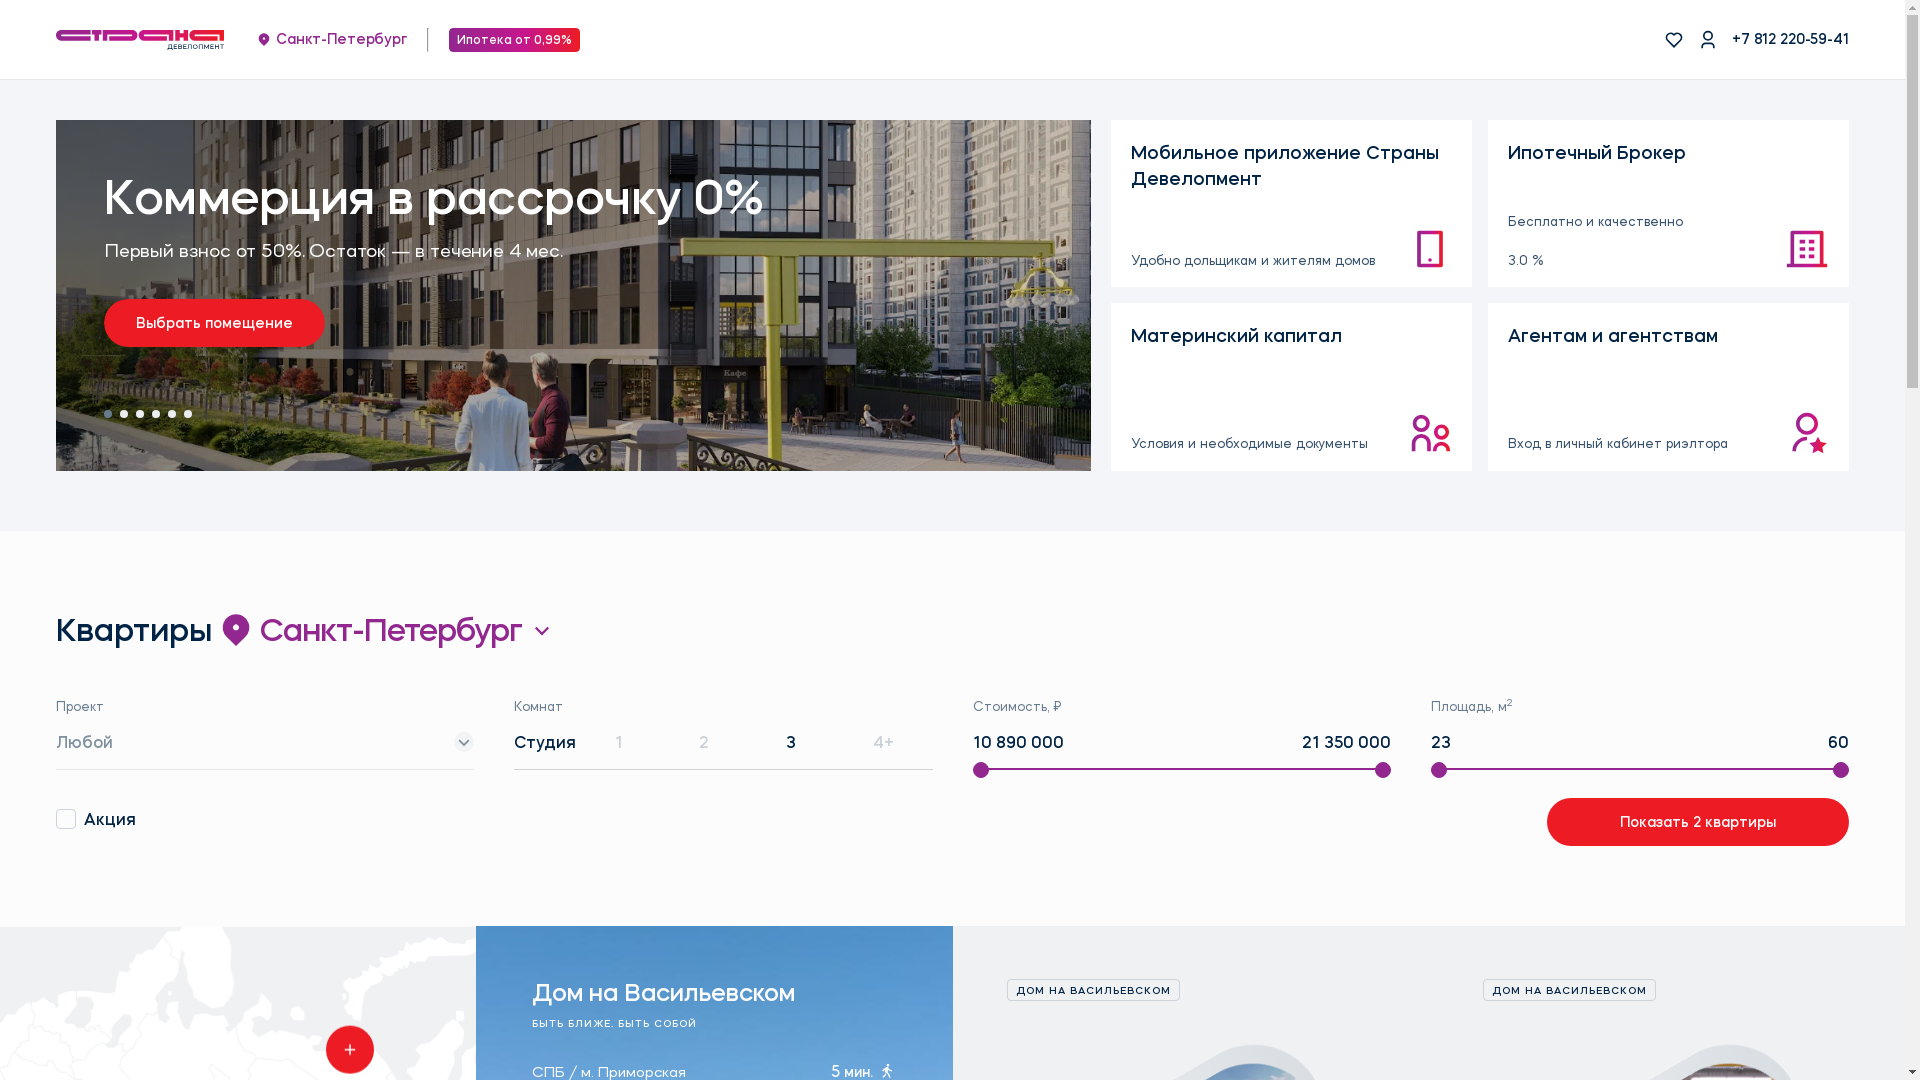 страна
ДЕВЕЛОПМЕНТ
Санкт-Петербург
Ипотека от 0,99%
+7 812 220-59-41
Коммерция в рассрочку 0%
Первый взнос от 50%. Остаток — в течение 4 мес.
Выбрать помещение
Кафе
Мобильное приложение Страны
Девелопмент
Удобно дольщикам и жителям домов
Ипотечный Брокер
Бесплатно и качественно
3.0 %
Материнский капитал
Условия и необходимые документы
Агентам и агентствам
Вход в личный кабинет риэлтора
Квартиры Санкт-Петербург
Проект
Любой
Комнат
Студия 1 2 3 4+
Стоимость, ₽
10 890 000 21 350 000
Площадь, м2
23 60
Акция
Показать 2 квартиры
Дом на Васильевском
БЫТЬ БЛИЖЕ. БЫТЬ СОБОЙ
СПБ / м. Приморская 5 мин.
ДОМ НА ВАСИЛЬЕВСКОМ
ДОМ НА ВАСИЛЬЕВСКОМ